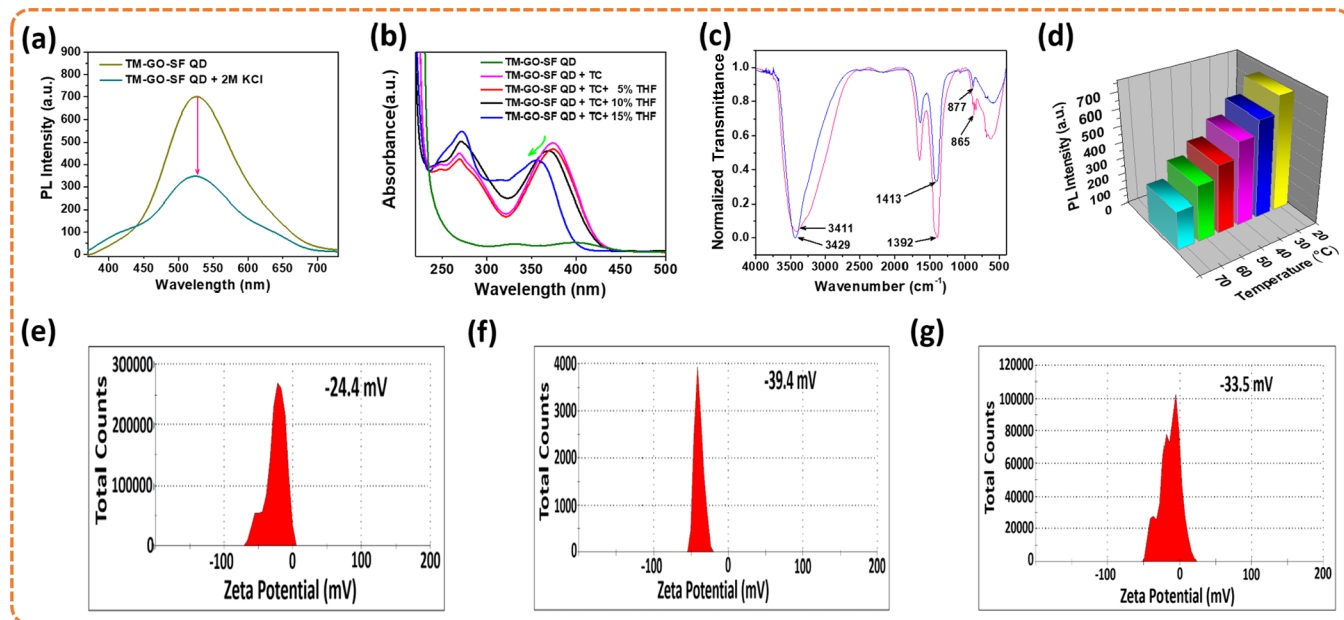 (a)
900
800
700
600
500
400
300
200
100
0
PL Intensity (a.u.)
TM-GO-SF QD
TM-GO-SF QD + 2M KCl
400 450 500 550 600 650 700
Wavelength (nm)
(b)
Absorbance(a.u.)
TM-GO-SF QD
TM-GO-SF QD + TC
TM-GO-SF QD + TC+ 5% THF
TM-GO-SF QD + TC+ 10% THF
TM-GO-SF QD + TC+ 15% THF
250 300 350 400 450 500
Wavelength (nm)
(c)
Normalized Transmittance
1.0
0.8
0.6
0.4
0.2
0.0
877
865
1413
3411
3429
1392
4000 3500 3000 2500 2000 1500 1000 500
Wavenumber (cm-1)
(d)
PL Intensity (a.u.)
700
600
500
400
300
200
100
0
20
30
40
50
60
70
Temperature (°C)
(e)
Total Counts
300000
200000
100000
0
-24.4 mV
-100 0 100 200
Zeta Potential (mV)
(f)
Total Counts
4000
3000
2000
1000
0
-39.4 mV
-100 0 100 200
Zeta Potential (mV)
(g)
Total Counts
120000
100000
80000
60000
40000
20000
0
-33.5 mV
-100 0 100 200
Zeta Potential (mV)